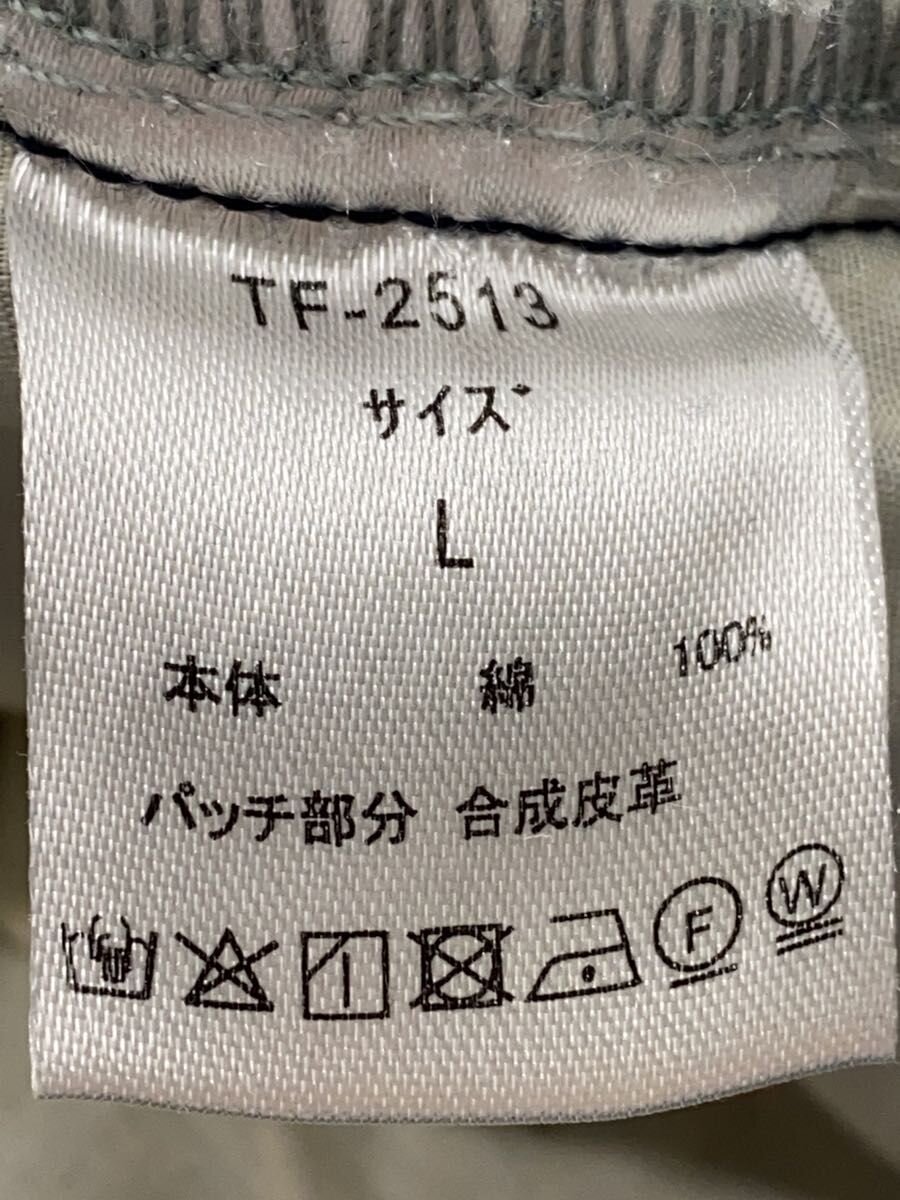 TF-2513
サイズ
L
本体 綿 100%
パッチ部分 合成皮革
F W